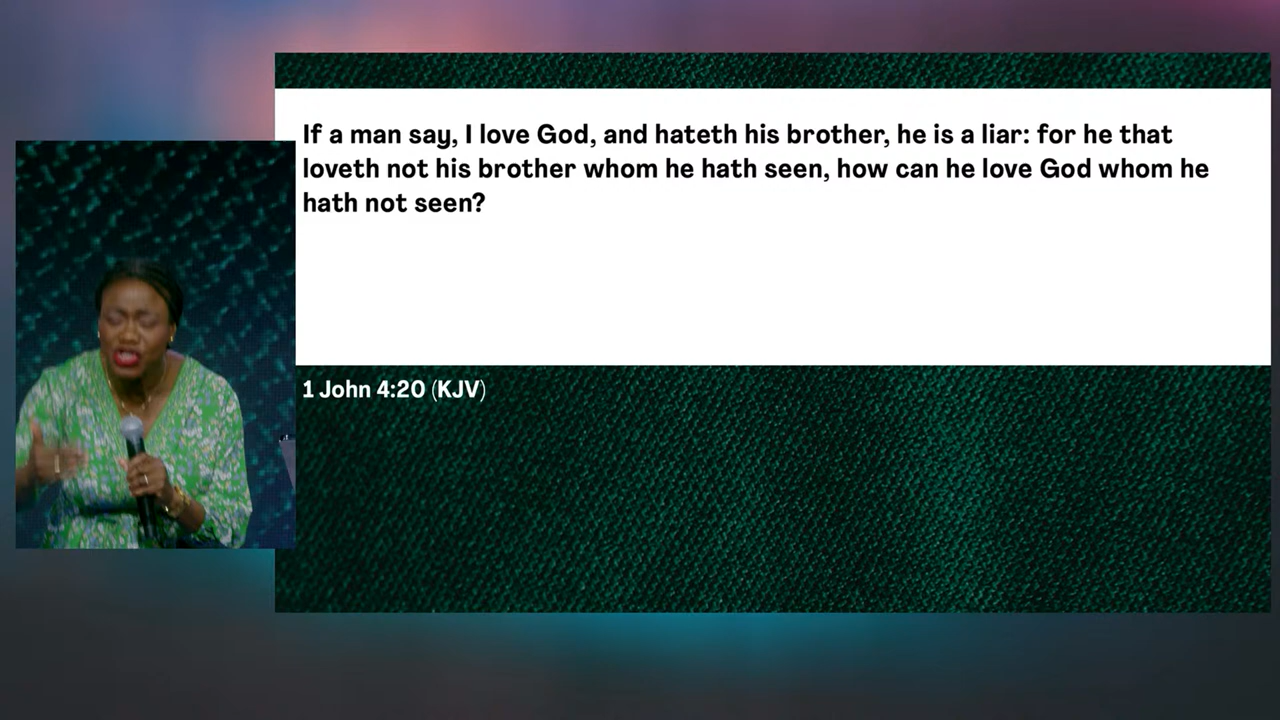 If a man say, I love God, and hateth his brother, he is a liar: for he that
loveth not his brother whom he hath seen, how can he love God whom he
hath not seen?
1 John 4:20 (KJV)